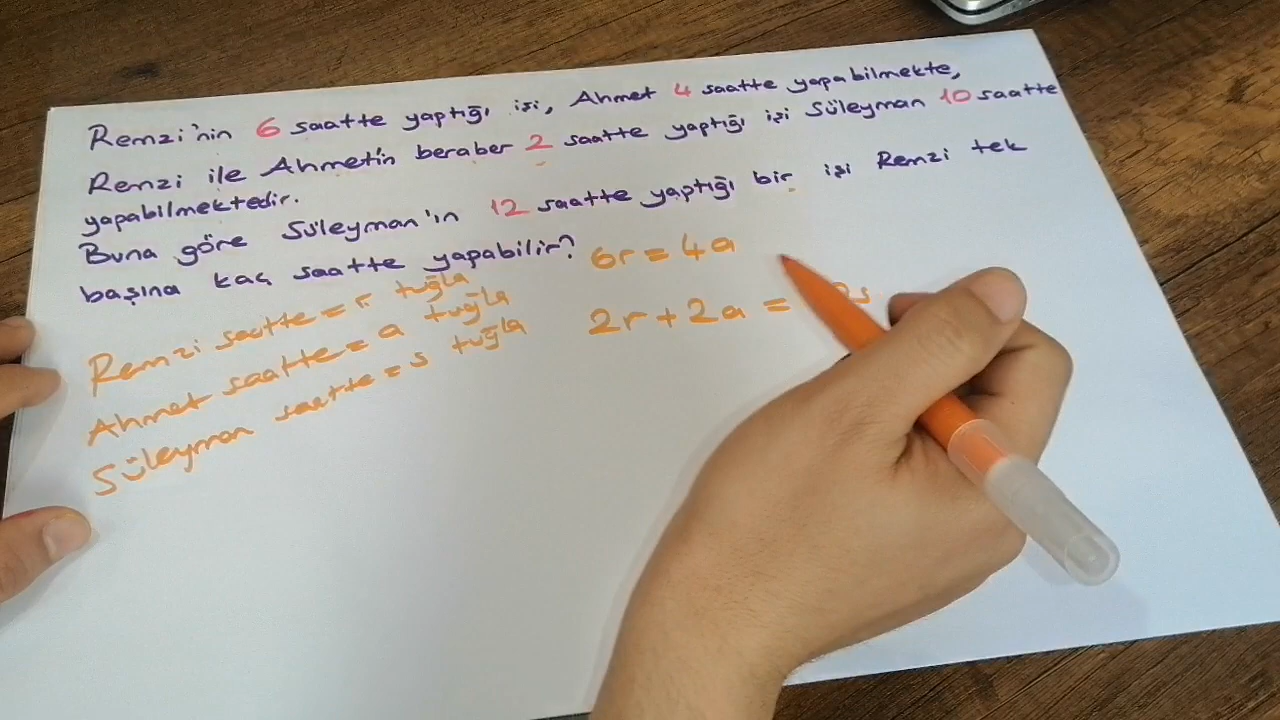 Remzi'nin 6 saatte yaptığı işi, Ahmet 4 saatte yapabilmekte,
Remzi ile Ahmet'in beraber 2 saatte yaptığı işi Süleyman 10 saatte
yapabilmektedir.
Buna göre Süleyman'ın 12 saatte yaptığı bir işi Remzi tek
başına kaç saatte yapabilir?
6r = 4a
2r + 2a =
Remzi saatte = r tuğla
Ahmet saatte = a tuğla
Süleyman saatte = s tuğla